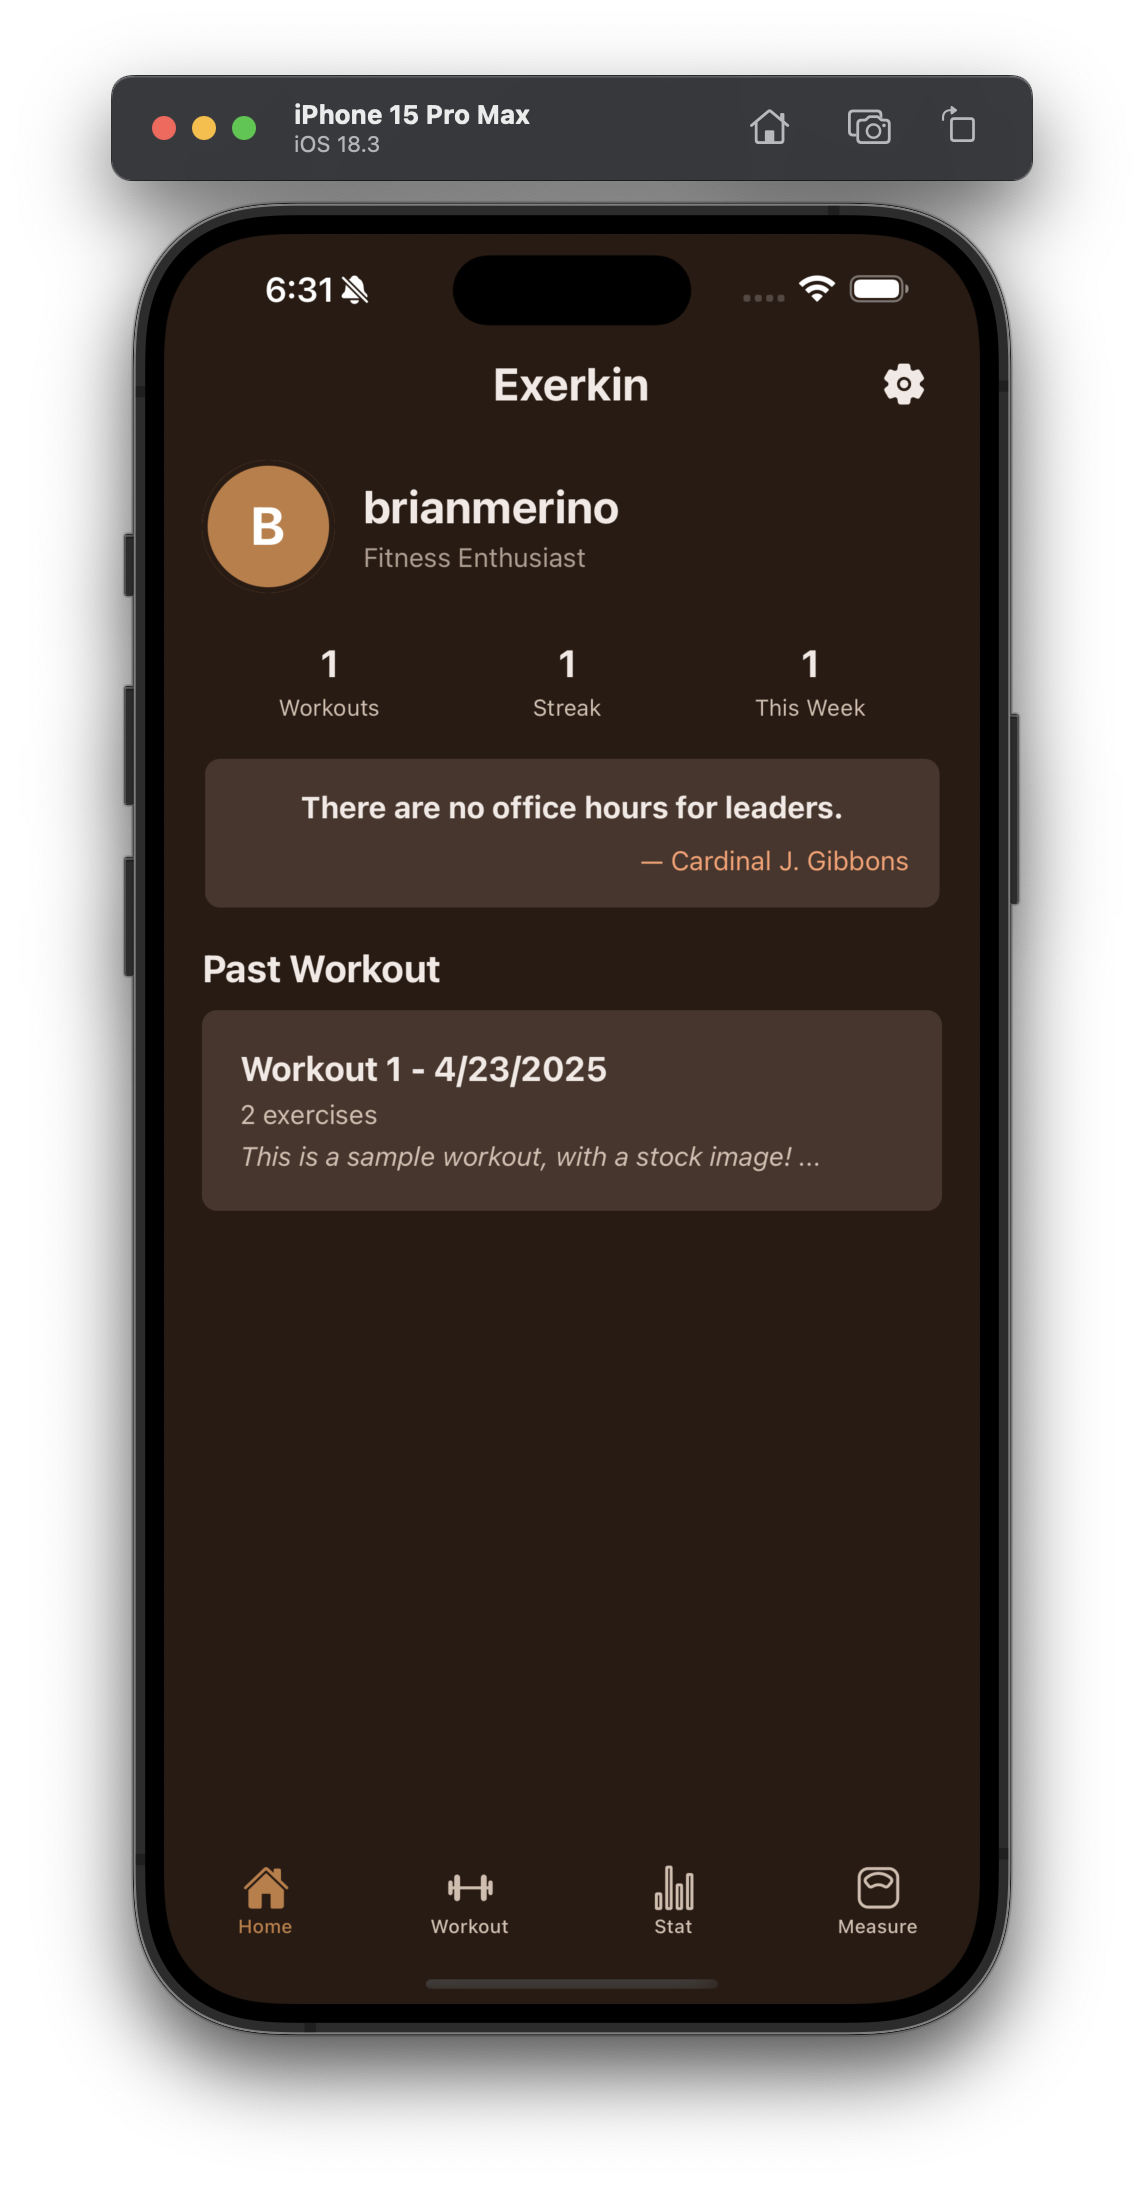 iPhone 15 Pro Max
iOS 18.3
6:31
Exerkin
B
brianmerino
Fitness Enthusiast
1 1 1
Workouts Streak This Week
There are no office hours for leaders.
— Cardinal J. Gibbons
Past Workout
Workout 1 - 4/23/2025
2 exercises
This is a sample workout, with a stock image! ...
Home Workout Stat Measure